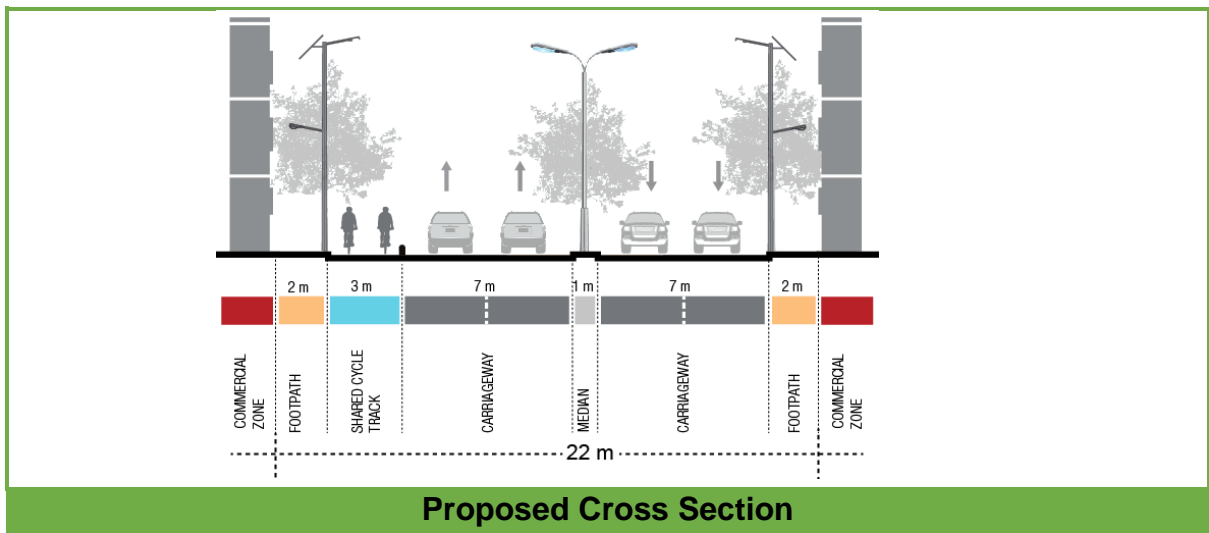 2 m
3 m
7 m
1 m
7 m
2 m
COMMERCIAL
ZONE
FOOTPATH
SHARED CYCLE
TRACK
CARRIAGEWAY
MEDIAN
CARRIAGEWAY
FOOTPATH
COMMERCIAL
ZONE
22 m
Proposed Cross Section